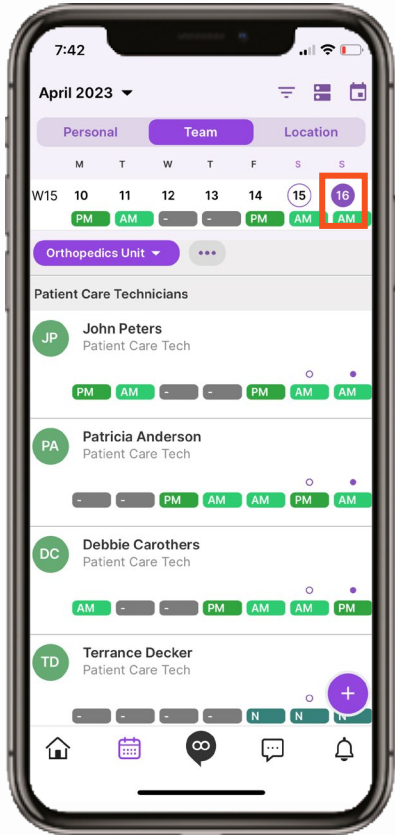 7:42
April 2023
Personal Team Location
M T W T F S S
W15 10 11 12 13 14 15 16
PM AM - - PM AM AM
Orthopedics Unit •••
Patient Care Technicians
JP John Peters
Patient Care Tech
PM AM - - PM AM AM
PA Patricia Anderson
Patient Care Tech
- - PM AM AM PM AM
DC Debbie Carothers
Patient Care Tech
AM - - PM AM AM PM
TD Terrance Decker
Patient Care Tech
+
- - - - N N N